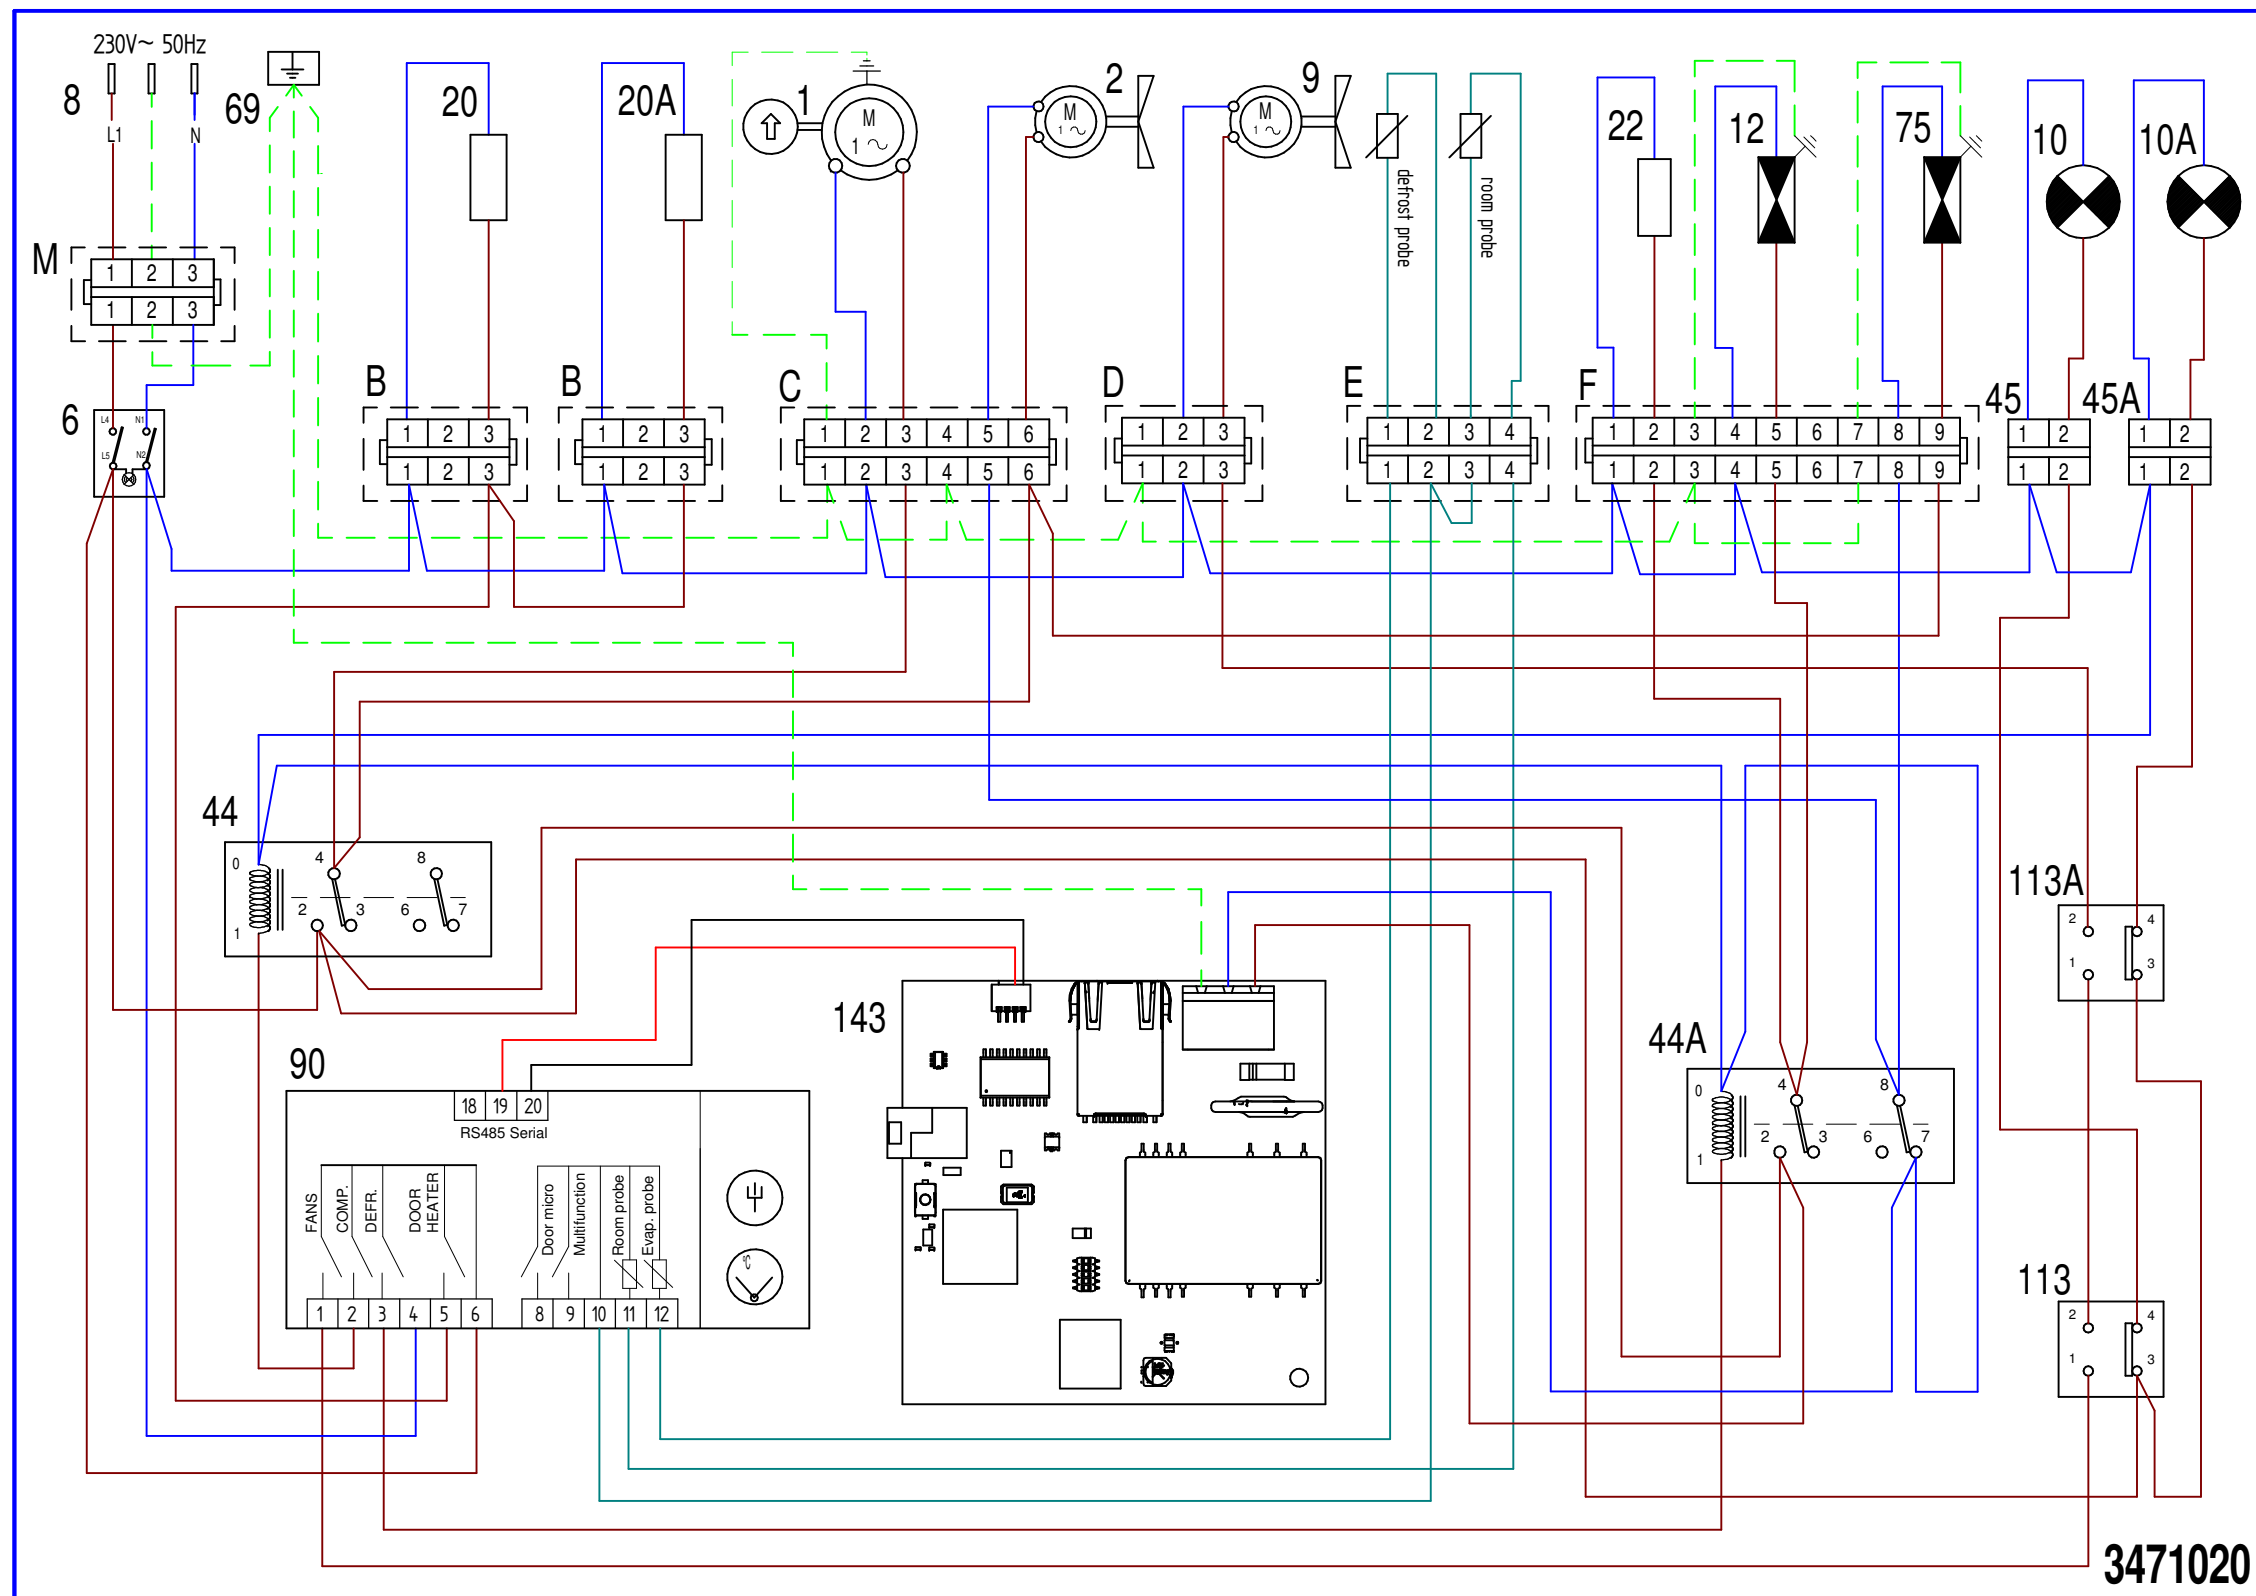 230V~ 50Hz
8
69
20
20A
1
2
9
22
12
75
10
10A
L1
N
M
1~
M
1~
M
1~
defrost probe
room probe
M
1 2 3
1 2 3
6
L4 N1
L5 N2
B
1 2 3
1 2 3
B
1 2 3
1 2 3
C
1 2 3 4 5 6
1 2 3 4 5 6
D
1 2 3
1 2 3
E
1 2 3 4
1 2 3 4
F
1 2 3 4 5 6 7 8 9
1 2 3 4 5 6 7 8 9
45
1 2
1 2
45A
1 2
1 2
44
0 4 8
2 3 6 7
1
113A
2 4
1 3
143
44A
0 4 8
2 3 6 7
1
90
18 19 20
RS485 Serial
FANS
COMP.
DEFR.
DOOR
HEATER
Door micro
Multifunction
Room probe
Evap. probe
°C
1 2 3 4 5 6 8 9 10 11 12
113
2 4
1 3
3471020